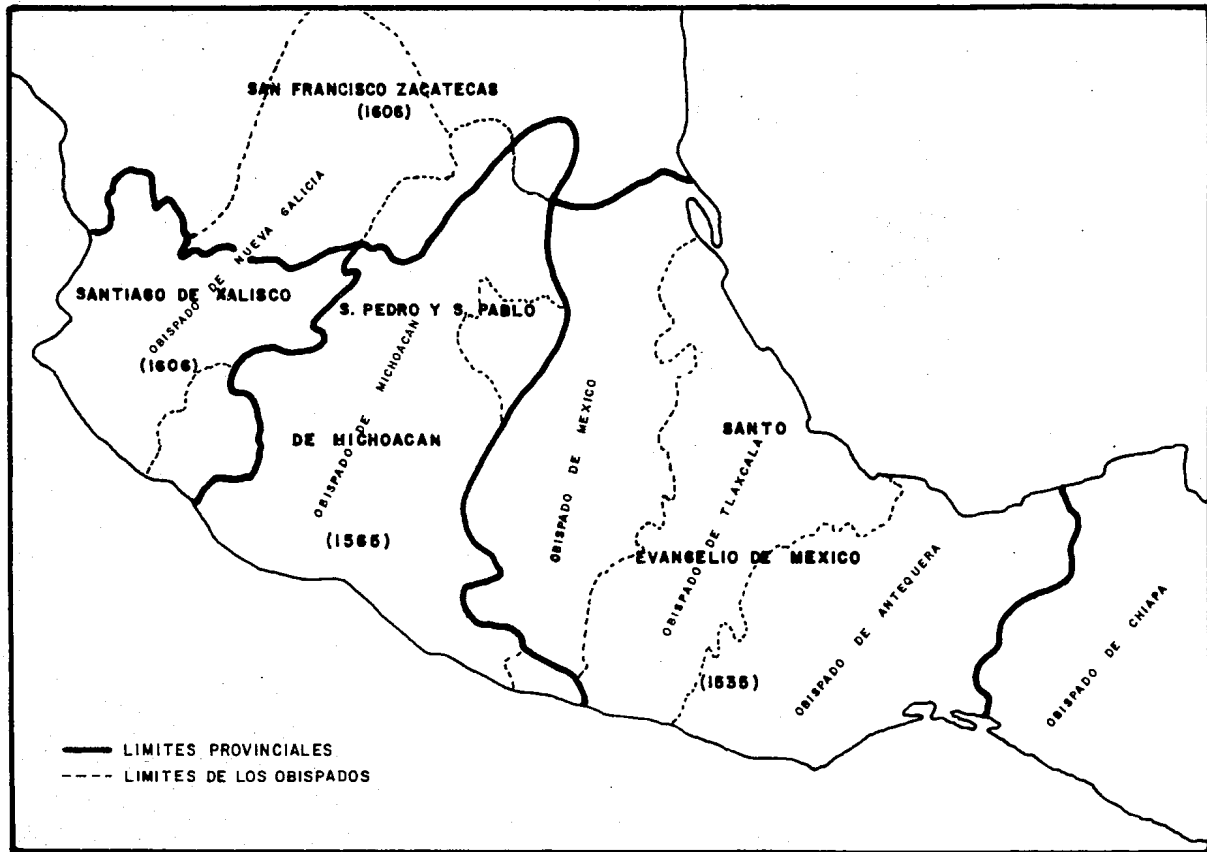 SAN FRANCISCO ZACATECAS
(1606)
OBISPADO DE NUEVA GALICIA
SANTIAGO DE XALISCO
(1606)
S. PEDRO Y S. PABLO
DE MICHOACAN
(1565)
OBISPADO DE MICHOACAN
OBISPADO DE MEXICO
SANTO
EVANGELIO DE MEXICO
(1535)
OBISPADO DE TLAXCALA
OBISPADO DE ANTEQUERA
OBISPADO DE CHIAPA
LIMITES PROVINCIALES
LIMITES DE LOS OBISPADOS